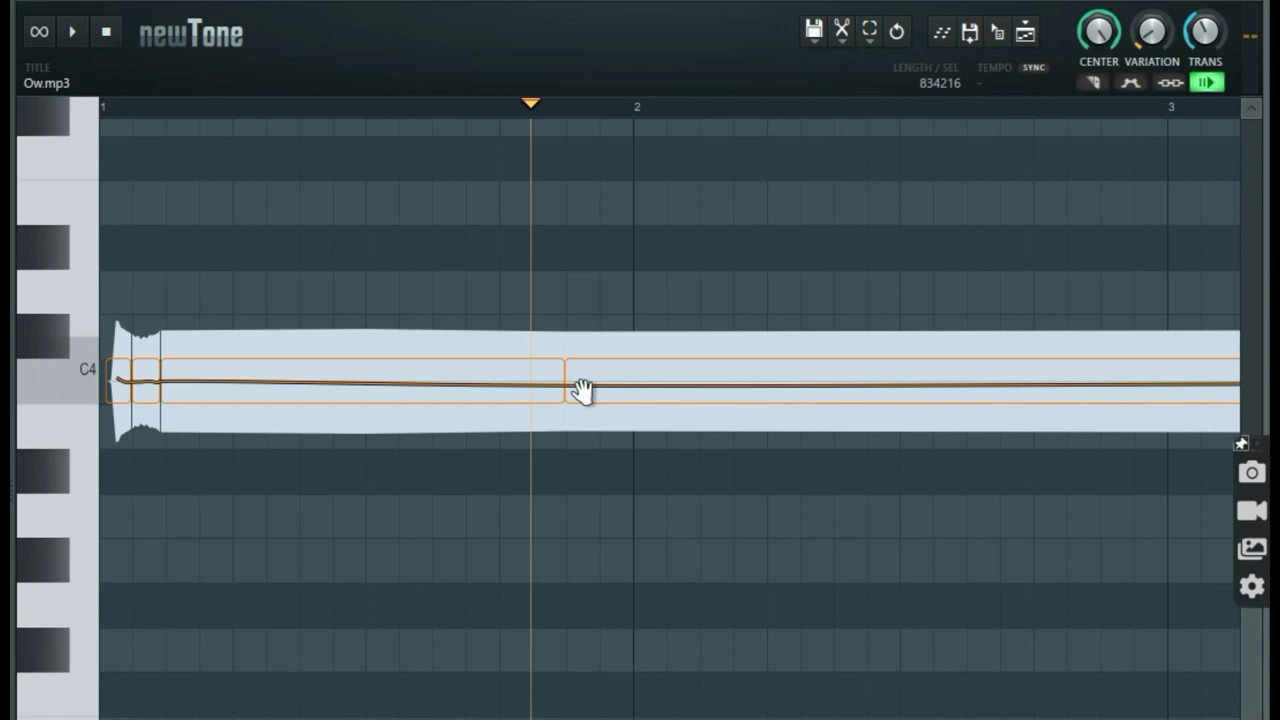 newTone
TITLE
Ow.mp3
LENGTH / SEL
834216
TEMPO SYNC
-
CENTER VARIATION TRANS
1 2 3
C4